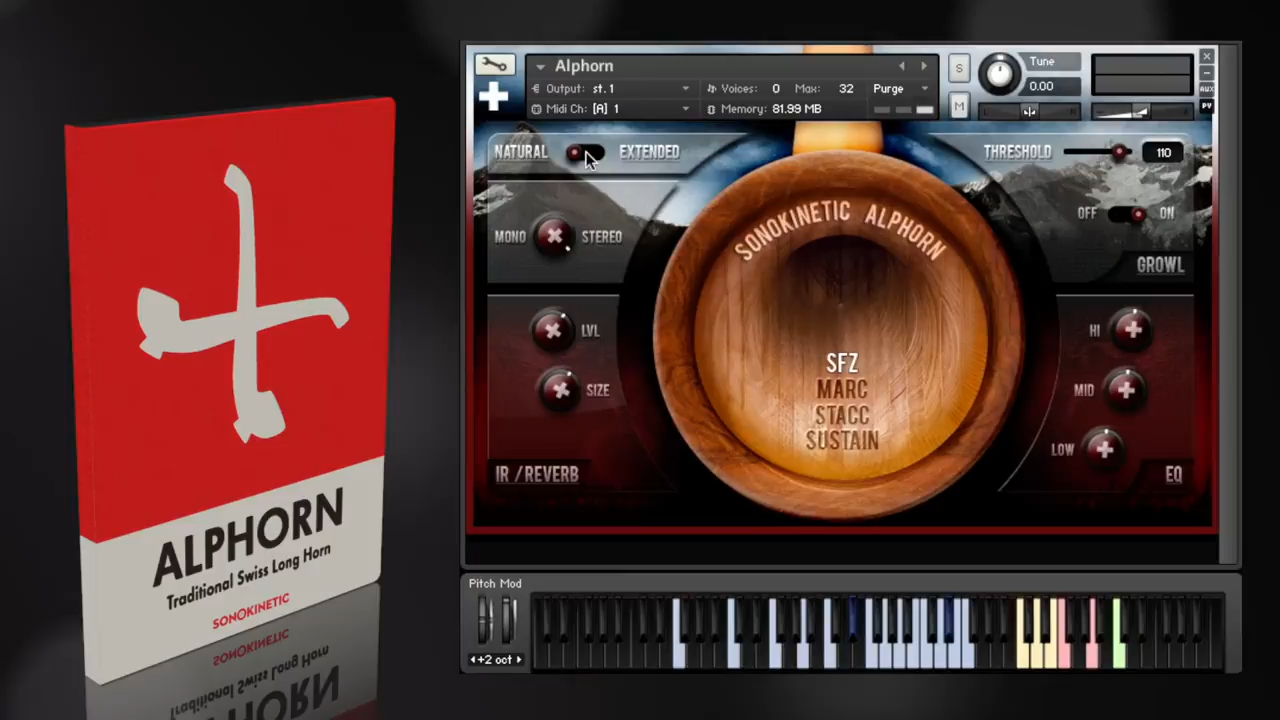 ALPHORN
Traditional Swiss Long Horn
SONOKINETIC
Alphorn
Output: st.1
Voices: 0 Max: 32 Purge
Midi Ch: [A] 1
Memory: 81.99 MB
S
M
Tune
0.00
L R
AUX
PV
NATURAL EXTENDED
THRESHOLD 110
MONO STEREO
OFF ON
GROWL
SONOKINETIC ALPHORN
LVL
SIZE
IR / REVERB
SFZ
MARC
STACC
SUSTAIN
HI
MID
LOW
EQ
Pitch Mod
+2 oct